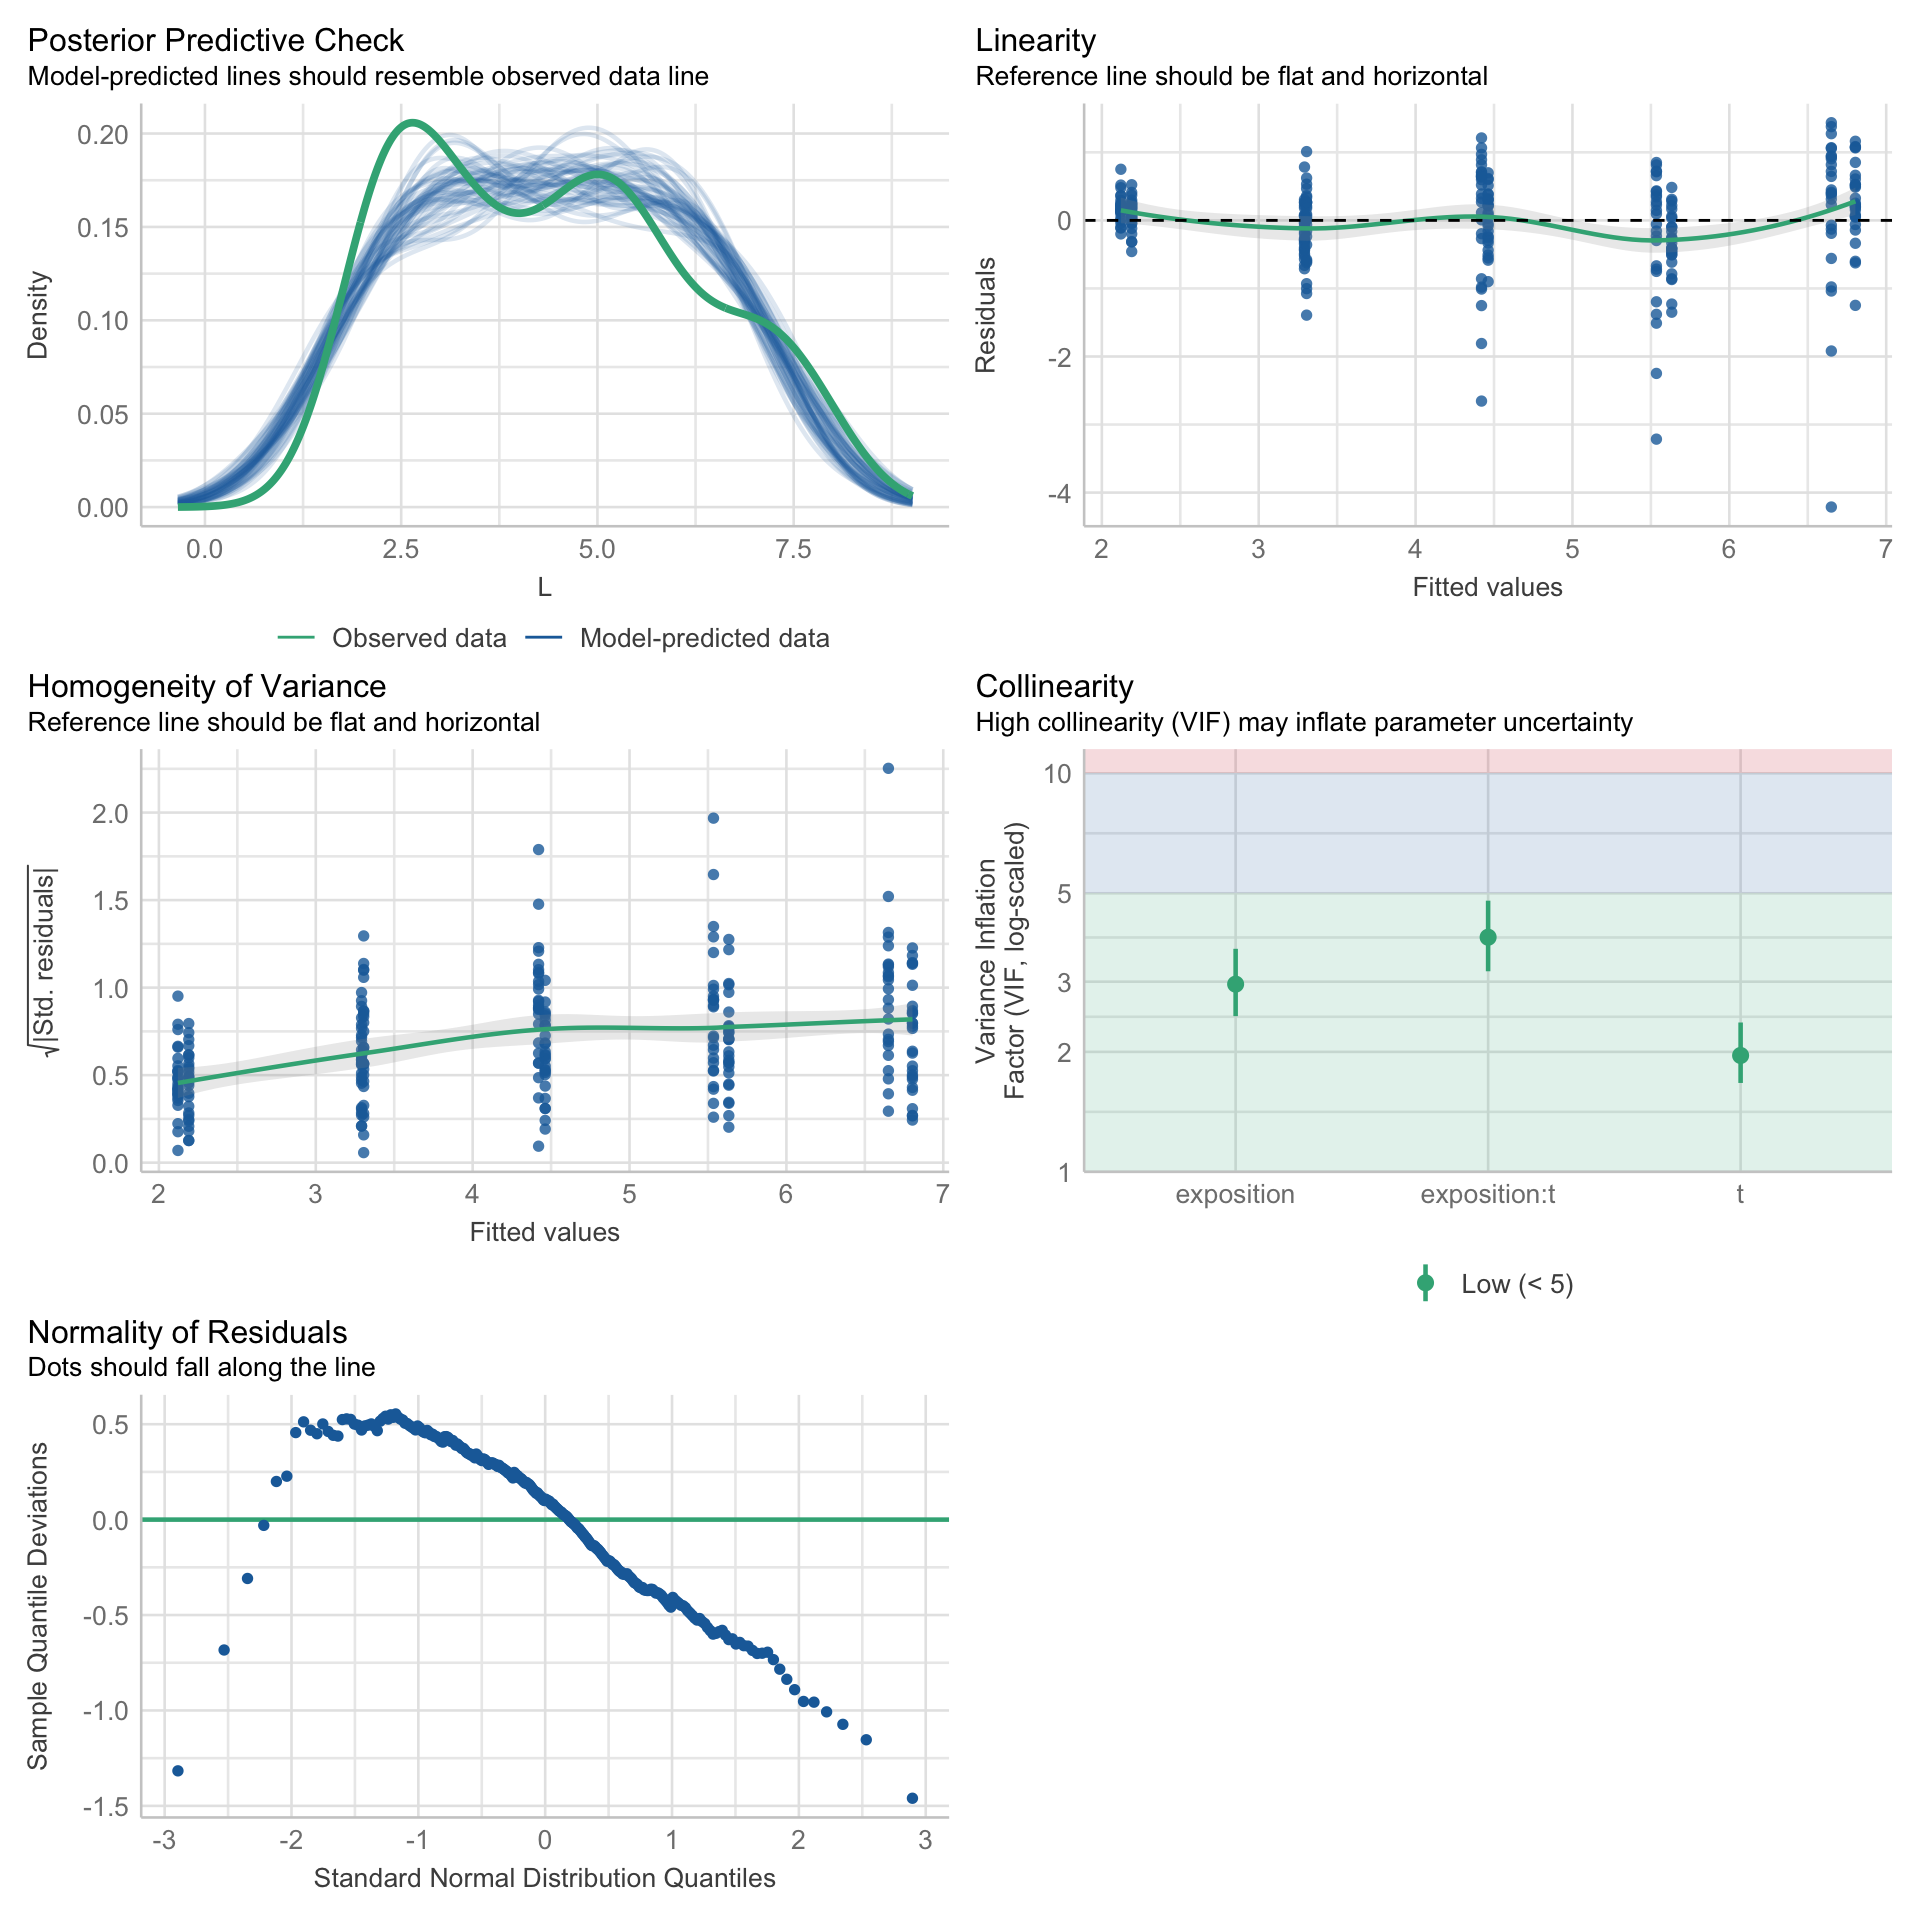 Posterior Predictive Check
Model-predicted lines should resemble observed data line
Density
0.20
0.15
0.10
0.05
0.00
0.0 2.5 5.0 7.5
L
Observed data Model-predicted data
Linearity
Reference line should be flat and horizontal
Residuals
0
-2
-4
2 3 4 5 6 7
Fitted values
Homogeneity of Variance
Reference line should be flat and horizontal
√|Std. residuals|
2.0
1.5
1.0
0.5
0.0
2 3 4 5 6 7
Fitted values
Collinearity
High collinearity (VIF) may inflate parameter uncertainty
Variance Inflation
Factor (VIF, log-scaled)
10
5
3
2
1
exposition exposition:t t
Low (< 5)
Normality of Residuals
Dots should fall along the line
Sample Quantile Deviations
0.5
0.0
-0.5
-1.0
-1.5
-3 -2 -1 0 1 2 3
Standard Normal Distribution Quantiles